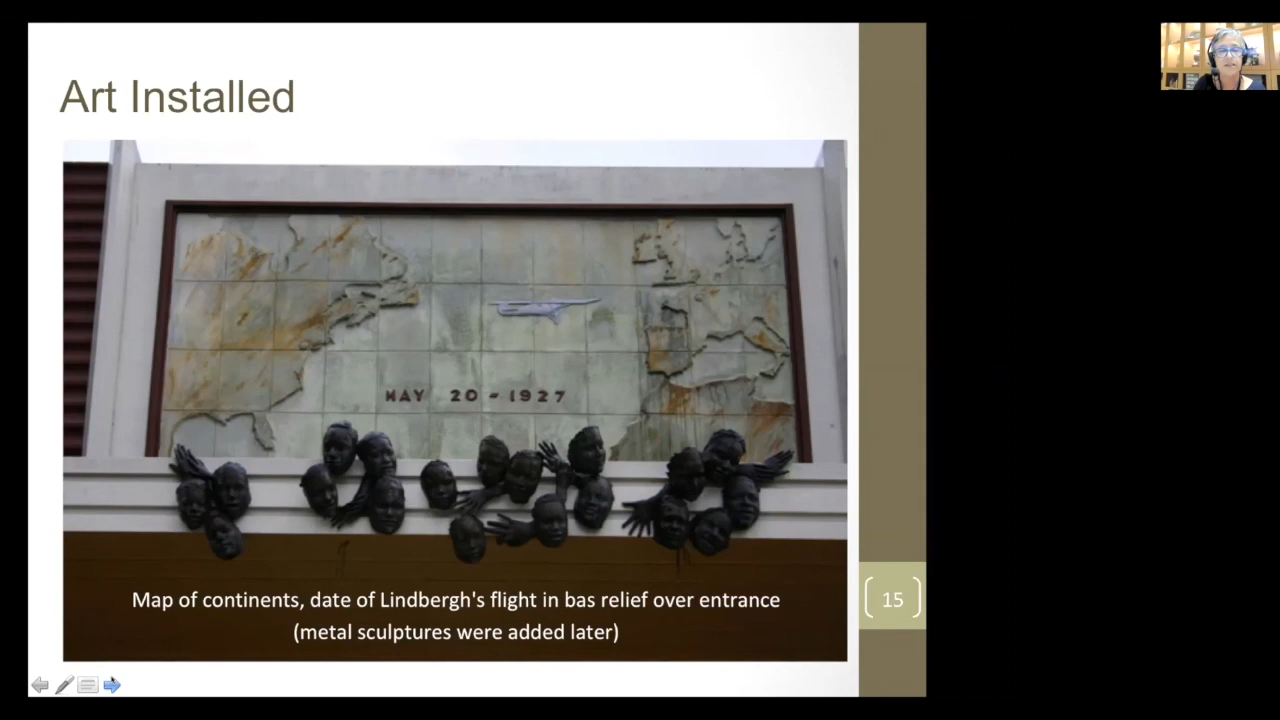 Art Installed
MAY 20 - 1927
Map of continents, date of Lindbergh's flight in bas relief over entrance
(metal sculptures were added later)
15